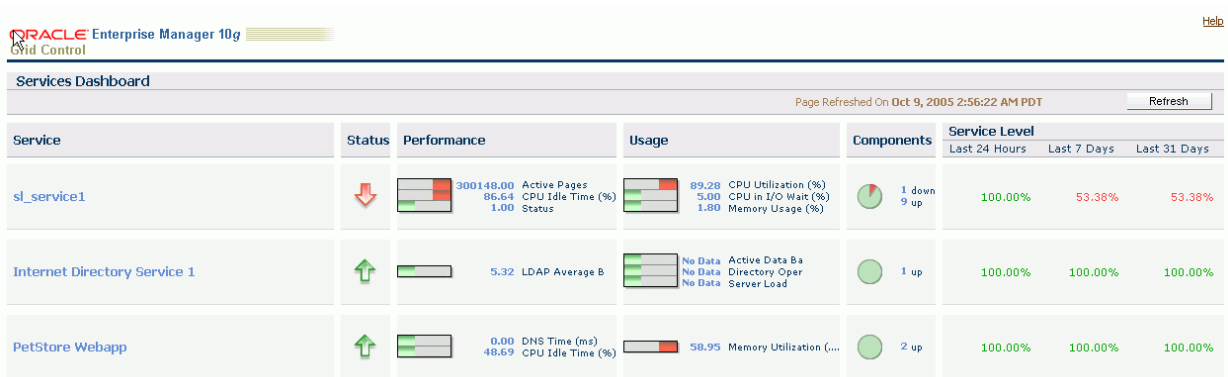 Help
ORACLE Enterprise Manager 10g
Grid Control
Services Dashboard
Page Refreshed On Oct 9, 2005 2:56:22 AM PDT
Refresh
Service Status Performance Usage Components Service Level
Last 24 Hours Last 7 Days Last 31 Days
sl_service1
300148.00 Active Pages
86.64 CPU Idle Time (%)
1.00 Status
89.28 CPU Utilization (%)
5.00 CPU in I/O Wait (%)
1.80 Memory Usage (%)
1 down
9 up
100.00% 53.38% 53.38%
Internet Directory Service 1
5.32 LDAP Average B
No Data Active Data Ba
No Data Directory Oper
No Data Server Load
1 up
100.00% 100.00% 100.00%
PetStore Webapp
0.00 DNS Time (ms)
48.69 CPU Idle Time (%)
58.95 Memory Utilization (....
2 up
100.00% 100.00% 100.00%